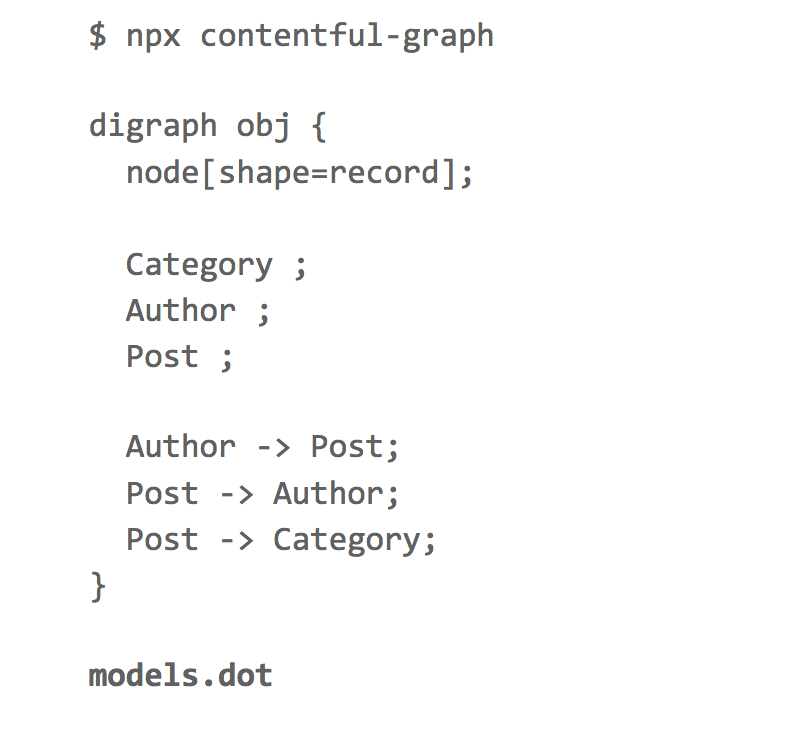 $ npx contentful-graph
digraph obj {
  node[shape=record];
  Category ;
  Author ;
  Post ;
  Author -> Post;
  Post -> Author;
  Post -> Category;
}
models.dot